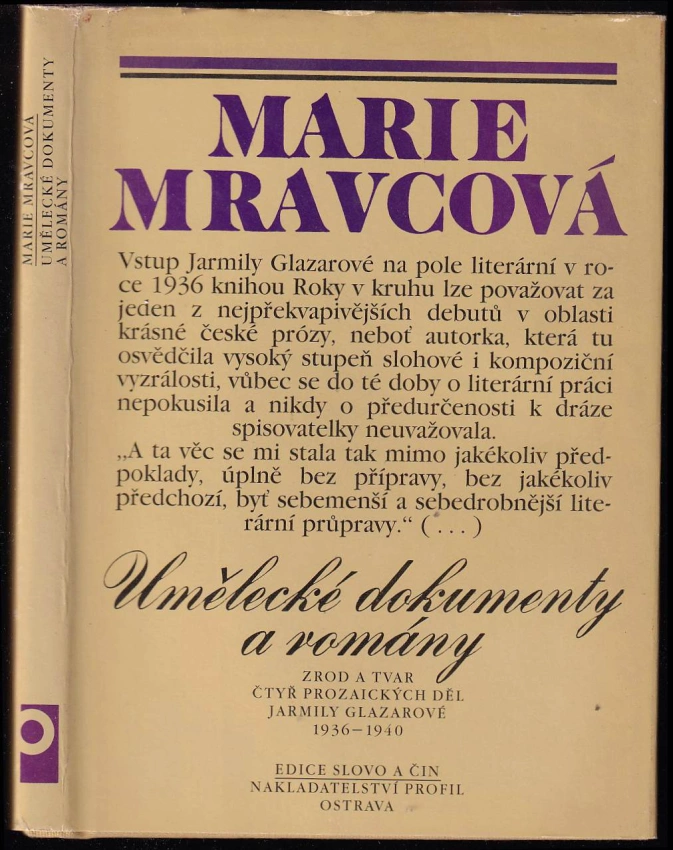 MARIE MRAVCOVÁ
UMĚLECKÉ DOKUMENTY
A ROMÁNY
MARIE
MRAVCOVÁ
Vstup Jarmily Glazarové na pole literární v ro-
ce 1936 knihou Roky v kruhu lze považovat za
jeden z nejpřekvapivějších debutů v oblasti
krásné české prózy, neboť autorka, která tu
osvědčila vysoký stupeň slohové i kompoziční
vyzrálosti, vůbec se do té doby o literární práci
nepokusila a nikdy o předurčenosti k dráze
spisovatelky neuvažovala.
„A ta věc se mi stala tak mimo jakékoliv před-
poklady, úplně bez přípravy, bez jakékoliv
předchozí, byť sebemenší a sebedrobnější lite-
rární průpravy.“ (...)
Umělecké dokumenty
a romány
ZROD A TVAR
ČTYŘ PROZAICKÝCH DĚL
JARMILY GLAZAROVÉ
1936–1940
EDICE SLOVO A ČIN
NAKLADATELSTVÍ PROFIL
OSTRAVA